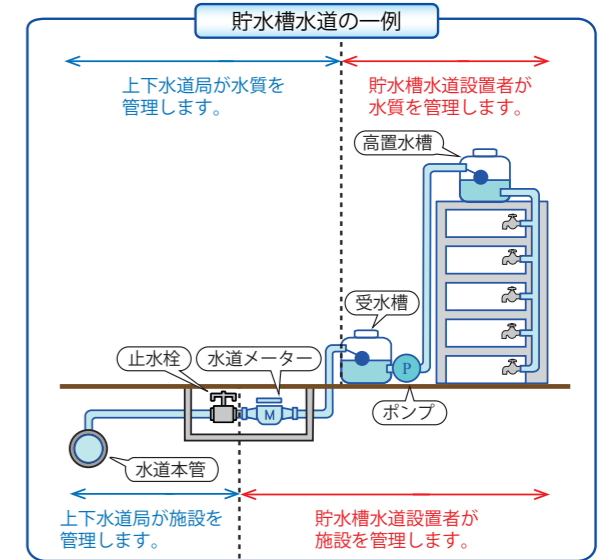 貯水槽水道の一例
上下水道局が水質を
管理します。
貯水槽水道設置者が
水質を管理します。
高置水槽
受水槽
止水栓
水道メーター
P
M
ポンプ
水道本管
上下水道局が施設を
管理します。
貯水槽水道設置者が
施設を管理します。